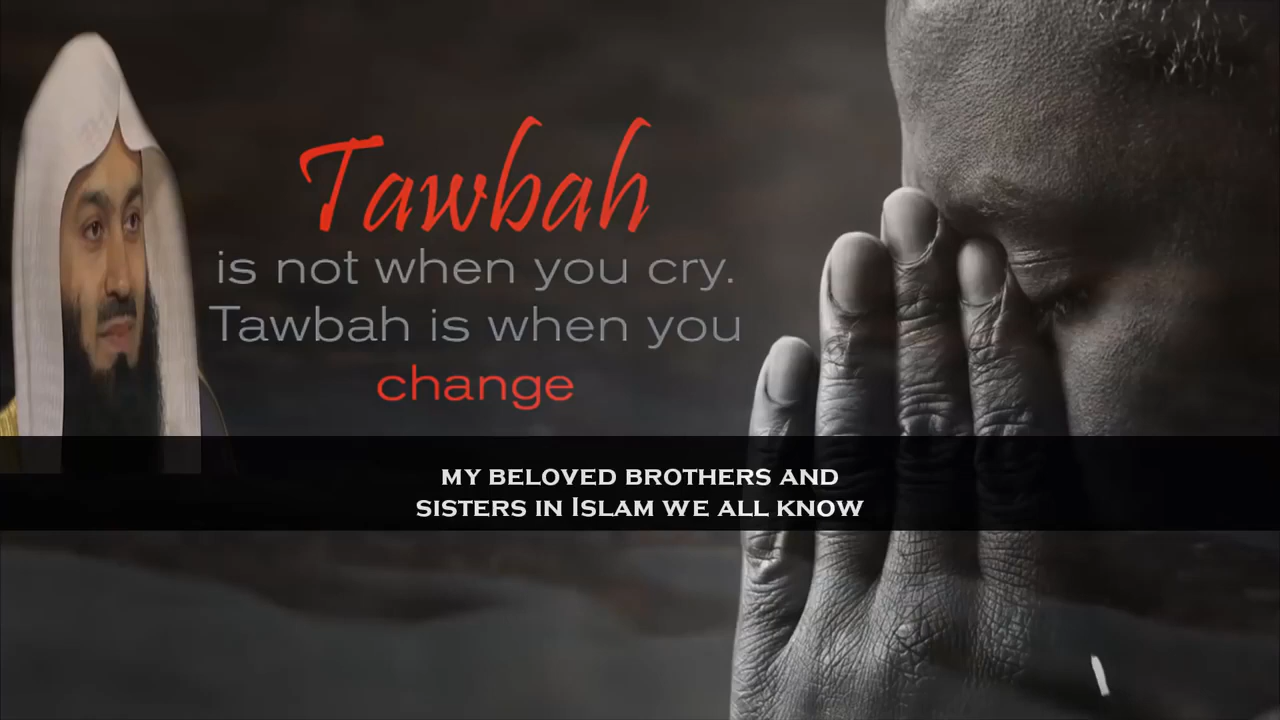 Tawbah
is not when you cry.
Tawbah is when you
change
MY BELOVED BROTHERS AND
SISTERS IN ISLAM WE ALL KNOW